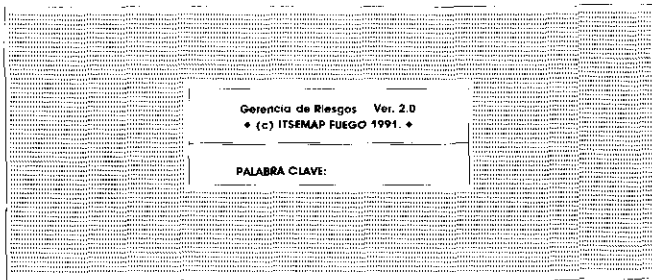 Gerencia de Riesgos Ver. 2.0
♦ (c) ITSEMAP FUEGO 1991. ♦
PALABRA CLAVE: